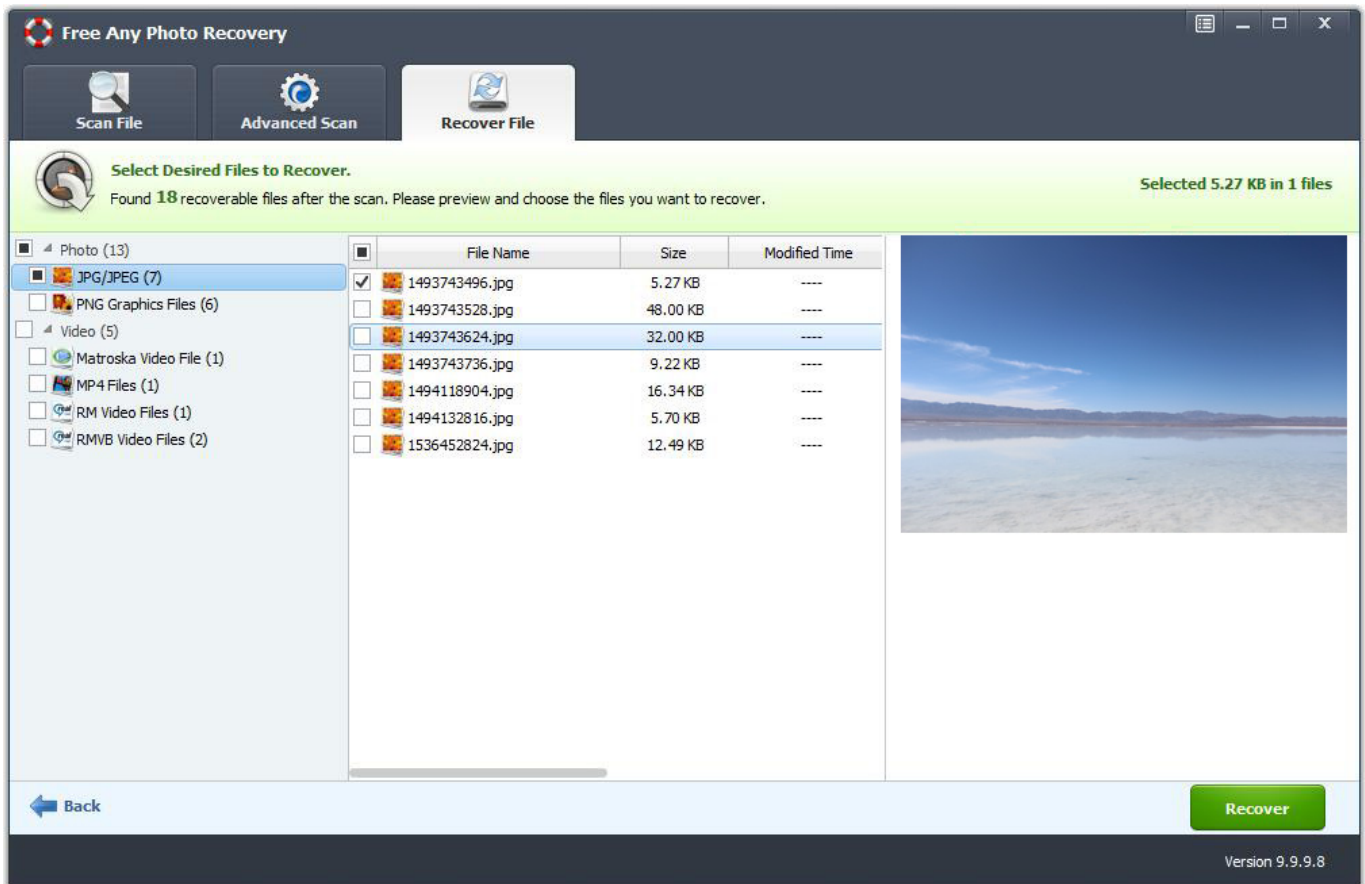 Free Any Photo Recovery
Scan File
Advanced Scan
Recover File
Select Desired Files to Recover.
Found 18 recoverable files after the scan. Please preview and choose the files you want to recover.
Selected 5.27 KB in 1 files
Photo (13)
JPG/JPEG (7)
PNG Graphics Files (6)
Video (5)
Matroska Video File (1)
MP4 Files (1)
RM Video Files (1)
RMVB Video Files (2)
File Name Size Modified Time
1493743496.jpg 5.27 KB ----
1493743528.jpg 48.00 KB ----
1493743624.jpg 32.00 KB ----
1493743736.jpg 9.22 KB ----
1494118904.jpg 16.34 KB ----
1494132816.jpg 5.70 KB ----
1536452824.jpg 12.49 KB ----
Back
Recover
Version 9.9.9.8